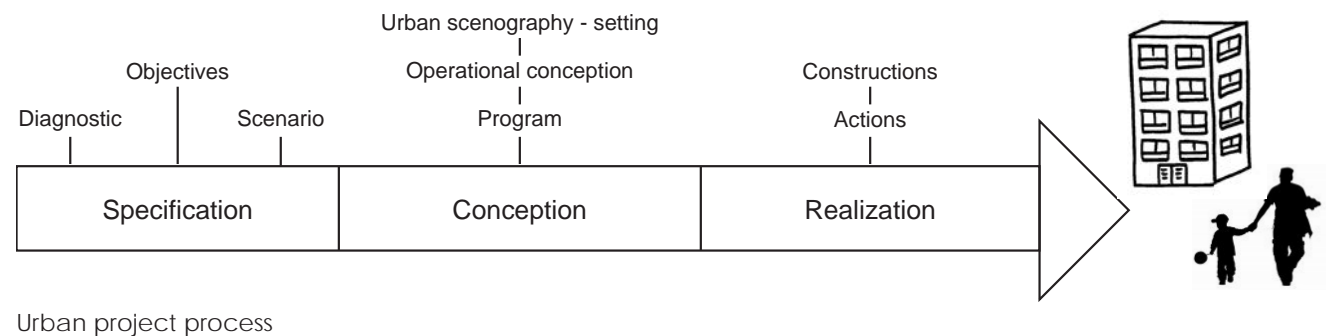 Urban scenography - setting
Objectives
Operational conception
Constructions
Diagnostic
Scenario
Program
Actions
Specification
Conception
Realization
Urban project process